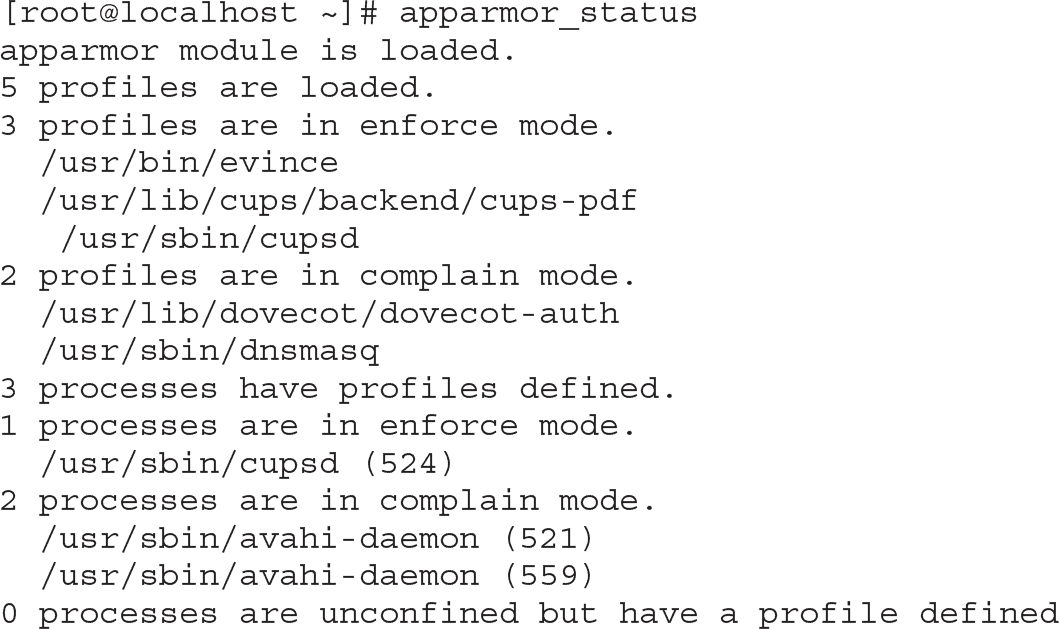 [root@localhost ~]# apparmor_status
apparmor module is loaded.
5 profiles are loaded.
3 profiles are in enforce mode.
  /usr/bin/evince
  /usr/lib/cups/backend/cups-pdf
   /usr/sbin/cupsd
2 profiles are in complain mode.
  /usr/lib/dovecot/dovecot-auth
  /usr/sbin/dnsmasq
3 processes have profiles defined.
1 processes are in enforce mode.
  /usr/sbin/cupsd (524)
2 processes are in complain mode.
  /usr/sbin/avahi-daemon (521)
  /usr/sbin/avahi-daemon (559)
0 processes are unconfined but have a profile defined